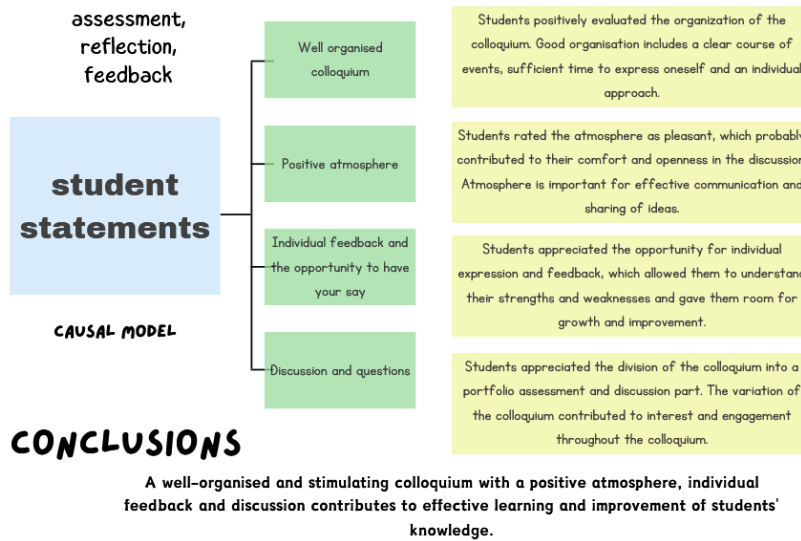 assessment,
reflection,
feedback
student
statements
CAUSAL MODEL
Well organised
colloquium
Students positively evaluated the organization of the
colloquium. Good organisation includes a clear course of
events, sufficient time to express oneself and an individual
approach.
Positive atmosphere
Students rated the atmosphere as pleasant, which probably
contributed to their comfort and openness in the discussion
Atmosphere is important for effective communication and
sharing of ideas.
Individual feedback and
the opportunity to have
your say
Students appreciated the opportunity for individual
expression and feedback, which allowed them to understand
their strengths and weaknesses and gave them room for
growth and improvement.
Discussion and questions
Students appreciated the division of the colloquium into a
portfolio assessment and discussion part. The variation of
the colloquium contributed to interest and engagement
throughout the colloquium.
CONCLUSIONS
A well-organised and stimulating colloquium with a positive atmosphere, individual
feedback and discussion contributes to effective learning and improvement of students'
knowledge.